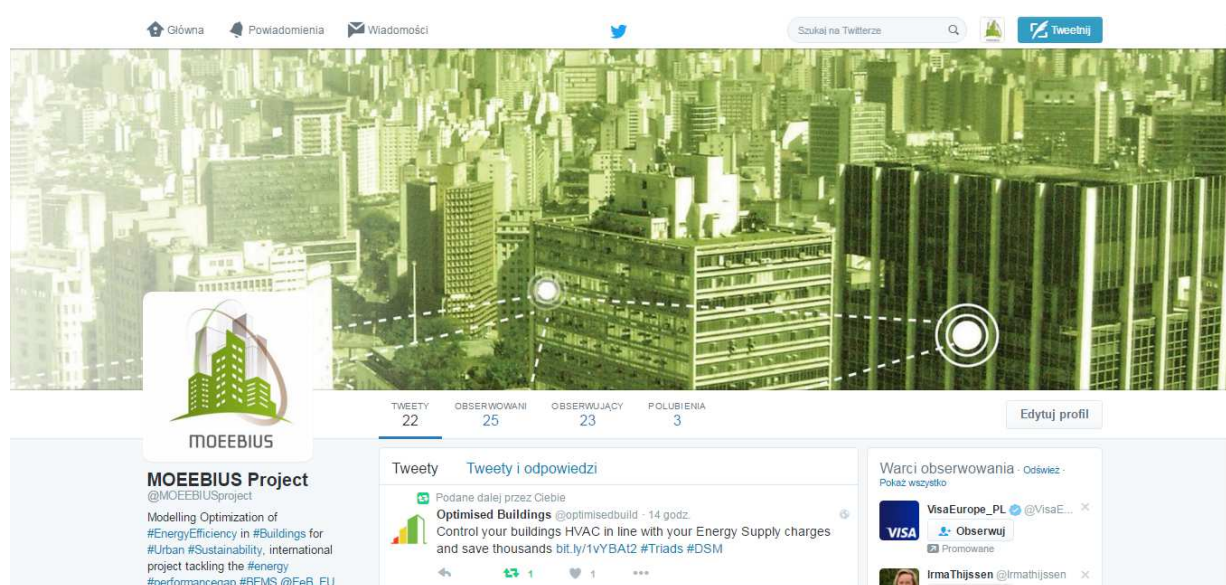 Główna Powiadomienia Wiadomości Szukaj na Twitterze Tweetnij
MOEEBIUS
TWEETY OBSERWOWANI OBSERWUJĄCY POLUBIENIA
22 25 23 3
Edytuj profil
MOEEBIUS Project
@MOEEBIUSproject
Modelling Optimization of
#EnergyEfficiency in #Buildings for
#Urban #Sustainability, international
project tackling the #energy
#performancegap #BEMS @EeB_EU
Tweety Tweety i odpowiedzi
Podane dalej przez Ciebie
Optimised Buildings @optimisedbuild · 14 godz.
Control your buildings HVAC in line with your Energy Supply charges
and save thousands bit.ly/1vYBAt2 #Triads #DSM
1 1
Warci obserwowania · Odśwież ·
Pokaż wszystko
VISA
VisaEurope_PL @VisaE...
Obserwuj
Promowane
IrmaThijssen @Irmathijssen